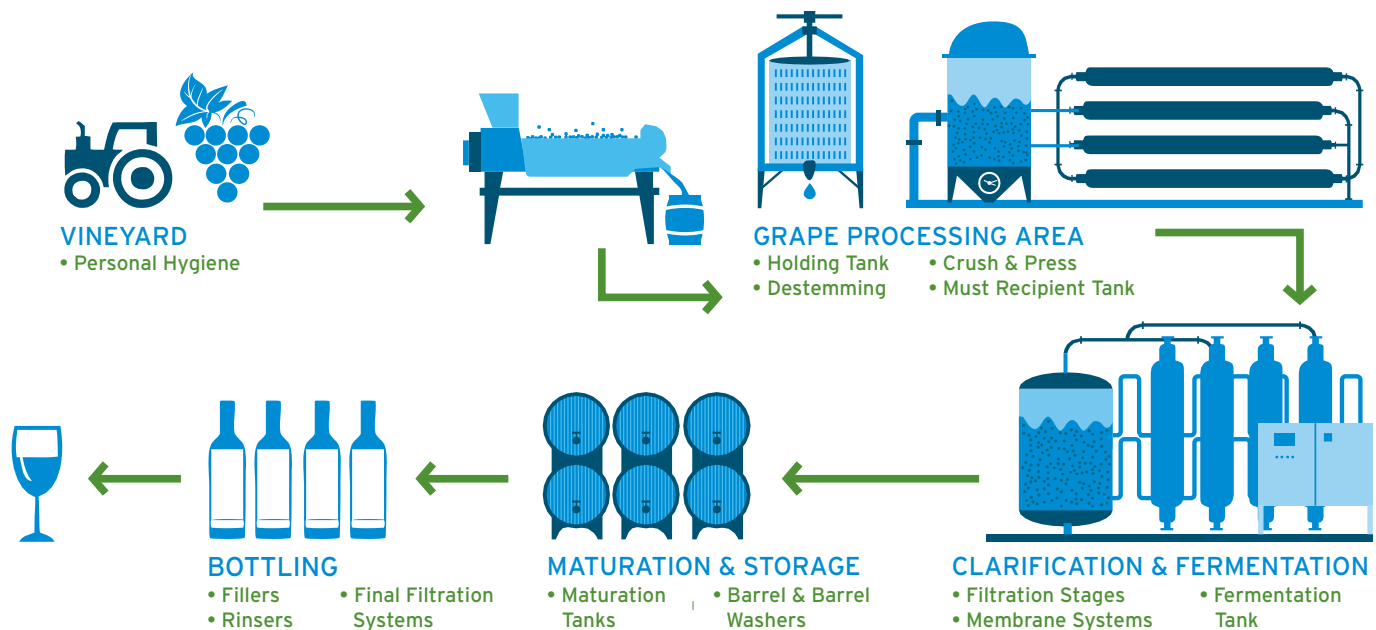 VINEYARD
• Personal Hygiene
GRAPE PROCESSING AREA
• Holding Tank
• Destemming
• Crush & Press
• Must Recipient Tank
CLARIFICATION & FERMENTATION
• Filtration Stages
• Membrane Systems
• Fermentation
Tank
MATURATION & STORAGE
• Maturation
Tanks
• Barrel & Barrel
Washers
BOTTLING
• Fillers
• Rinsers
• Final Filtration
Systems